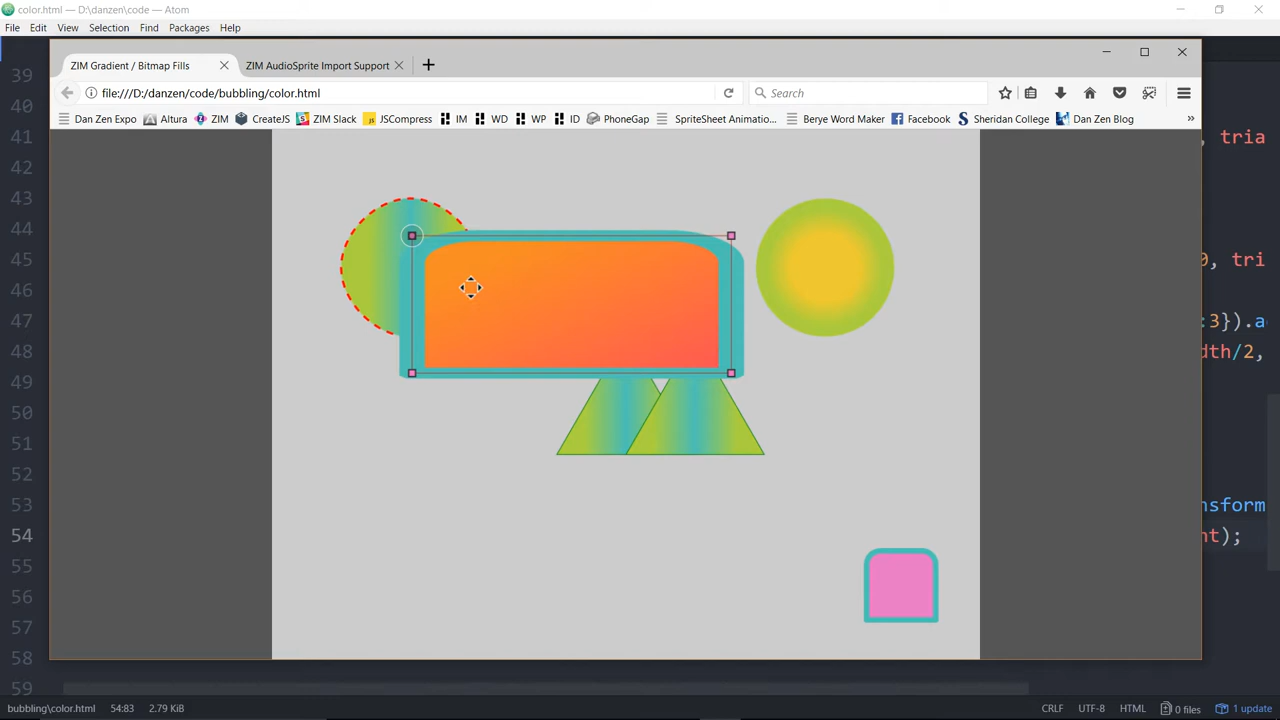 color.html — D:\danzen\code — Atom
File Edit View Selection Find Packages Help
ZIM Gradient / Bitmap Fills
ZIM AudioSprite Import Support
file:///D:/danzen/code/bubbling/color.html
Search
Dan Zen Expo Altura ZIM CreateJS ZIM Slack JSCompress IM WD WP ID PhoneGap SpriteSheet Animano... Berye Word Maker Facebook Sheridan College Dan Zen Blog
39
40
41 , tria
42
43
44
45 0, tri
46
47 :3}).a
48 dth/2,
49
50
51
52
53 nsform
54 nt);
55
56
57
58
59
bubbling\color.html 54:83 2.79 KiB CRLF UTF-8 HTML 0 files 1 update